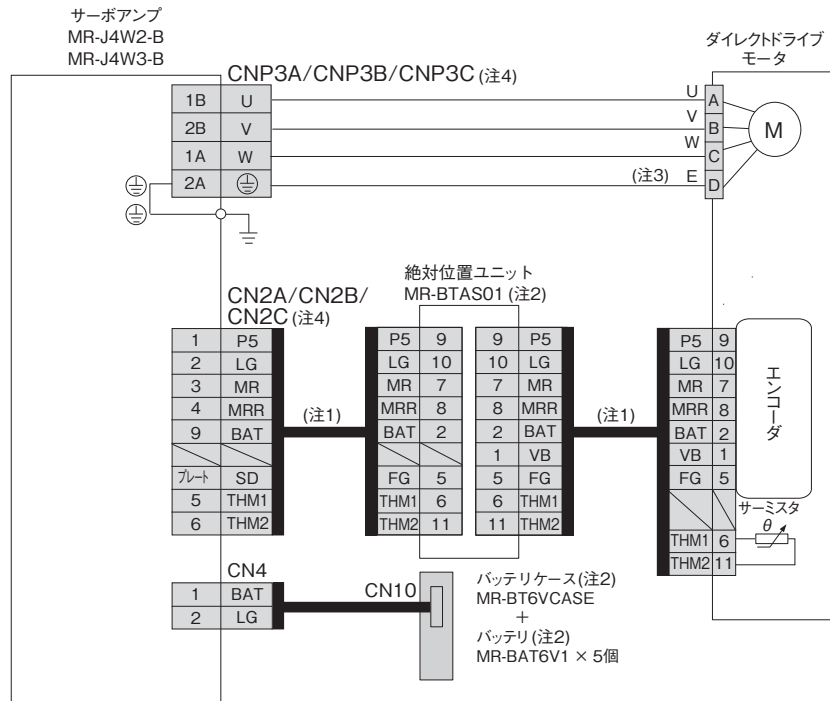 サーボアンプ
MR-J4W2-B
MR-J4W3-B
ダイレクトドライブ
モータ
CNP3A/CNP3B/CNP3C (注4)
1B U
2B V
1A W
2A
U A
V B
W C
(注3) E D
M
絶対位置ユニット
MR-BTAS01 (注2)
CN2A/CN2B/
CN2C (注4)
1 P5
2 LG
3 MR
4 MRR
9 BAT
プレート SD
5 THM1
6 THM2
(注1)
P5 9
LG 10
MR 7
MRR 8
BAT 2
FG 5
THM1 6
THM2 11
9 P5
10 LG
7 MR
8 MRR
2 BAT
1 VB
5 FG
6 THM1
11 THM2
(注1)
P5 9
LG 10
MR 7
MRR 8
BAT 2
VB 1
FG 5
THM1 6
THM2 11
エンコーダ
サーミスタ
θ
CN4
1 BAT
2 LG
CN10
バッテリケース(注2)
MR-BT6VCASE
+
バッテリ(注2)
MR-BAT6V1 × 5個